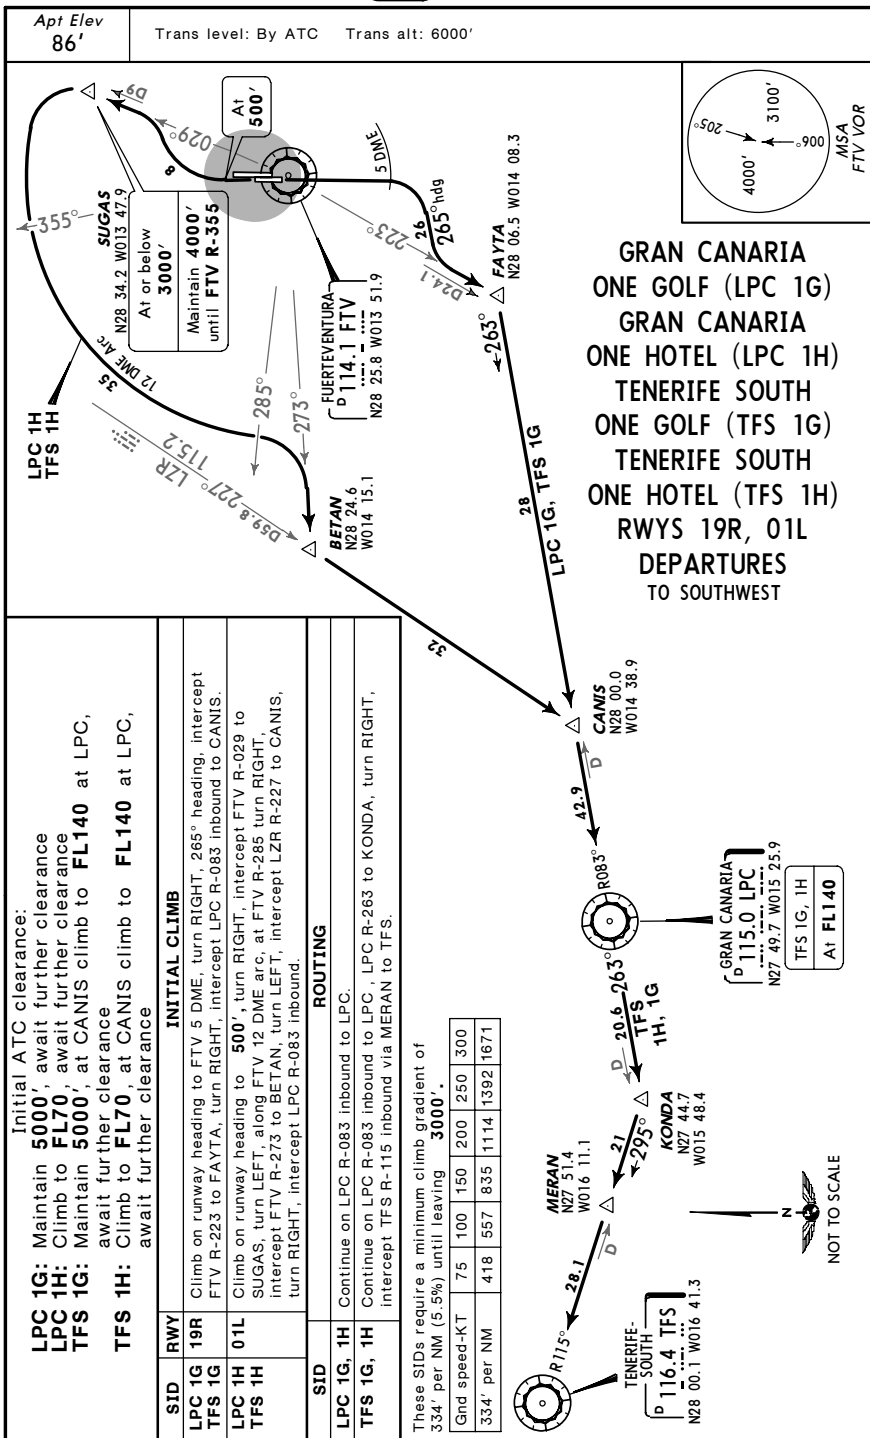 Apt Elev
86'
Trans level: By ATC Trans alt: 6000'
205°
3100'
4000'
006°
MSA
FTV VOR
GRAN CANARIA
ONE GOLF (LPC 1G)
GRAN CANARIA
ONE HOTEL (LPC 1H)
TENERIFE SOUTH
ONE GOLF (TFS 1G)
TENERIFE SOUTH
ONE HOTEL (TFS 1H)
RWYS 19R, 01L
DEPARTURES
TO SOUTHWEST
D9
029°
8
At
500'
5 DME
355°
SUGAS
N28 34.2 W013 47.9
At or below
3000'
Maintain 4000'
until FTV R-355
FUERTEVENTURA
D 114.1 FTV
N28 25.8 W013 51.9
26
265°hdg
223°
D24.1
FAYTA
N28 06.5 W014 08.3
263°
LPC 1H
TFS 1H
12 DME Arc
35
285°
273°
LZR 115.2
227°
D59.8
BETAN
N28 24.6
W014 15.1
28
LPC 1G, TFS 1G
32
CANIS
N28 00.0
W014 38.9
D
42.9
R083°
GRAN CANARIA
D 115.0 LPC
N27 49.7 W015 25.9
TFS 1G, 1H
At FL140
263°
20.6
TFS
1G
1H,
D
KONDA
N27 44.7
W015 48.4
21
295°
MERAN
N27 51.4
W016 11.1
D
28.1
R115°
TENERIFE-
SOUTH
D 116.4 TFS
N28 00.1 W016 41.3
N
NOT TO SCALE
Initial ATC clearance:
LPC 1G: Maintain 5000', await further clearance
LPC 1H: Climb to FL70, await further clearance
TFS 1G: Maintain 5000', at CANIS climb to FL140 at LPC,
await further clearance
TFS 1H: Climb to FL70, at CANIS climb to FL140 at LPC,
await further clearance
SID RWY INITIAL CLIMB
LPC 1G 19R Climb on runway heading to FTV 5 DME, turn RIGHT, 265° heading, intercept
TFS 1G FTV R-223 to FAYTA, turn RIGHT, intercept LPC R-083 inbound to CANIS.
LPC 1H 01L Climb on runway heading to 500', turn RIGHT, intercept FTV R-029 to
TFS 1H SUGAS, turn LEFT, along FTV 12 DME arc, at FTV R-285 turn RIGHT,
intercept FTV R-273 to BETAN, turn LEFT, intercept LZR R-227 to CANIS,
turn RIGHT, intercept LPC R-083 inbound.
SID ROUTING
LPC 1G, 1H Continue on LPC R-083 inbound to LPC.
TFS 1G, 1H Continue on LPC R-083 inbound to LPC, LPC R-263 to KONDA, turn RIGHT,
intercept TFS R-115 inbound via MERAN to TFS.
These SIDs require a minimum climb gradient of
334' per NM (5.5%) until leaving 3000'.
Gnd speed-KT 75 100 150 200 250 300
334' per NM 418 557 835 1114 1392 1671